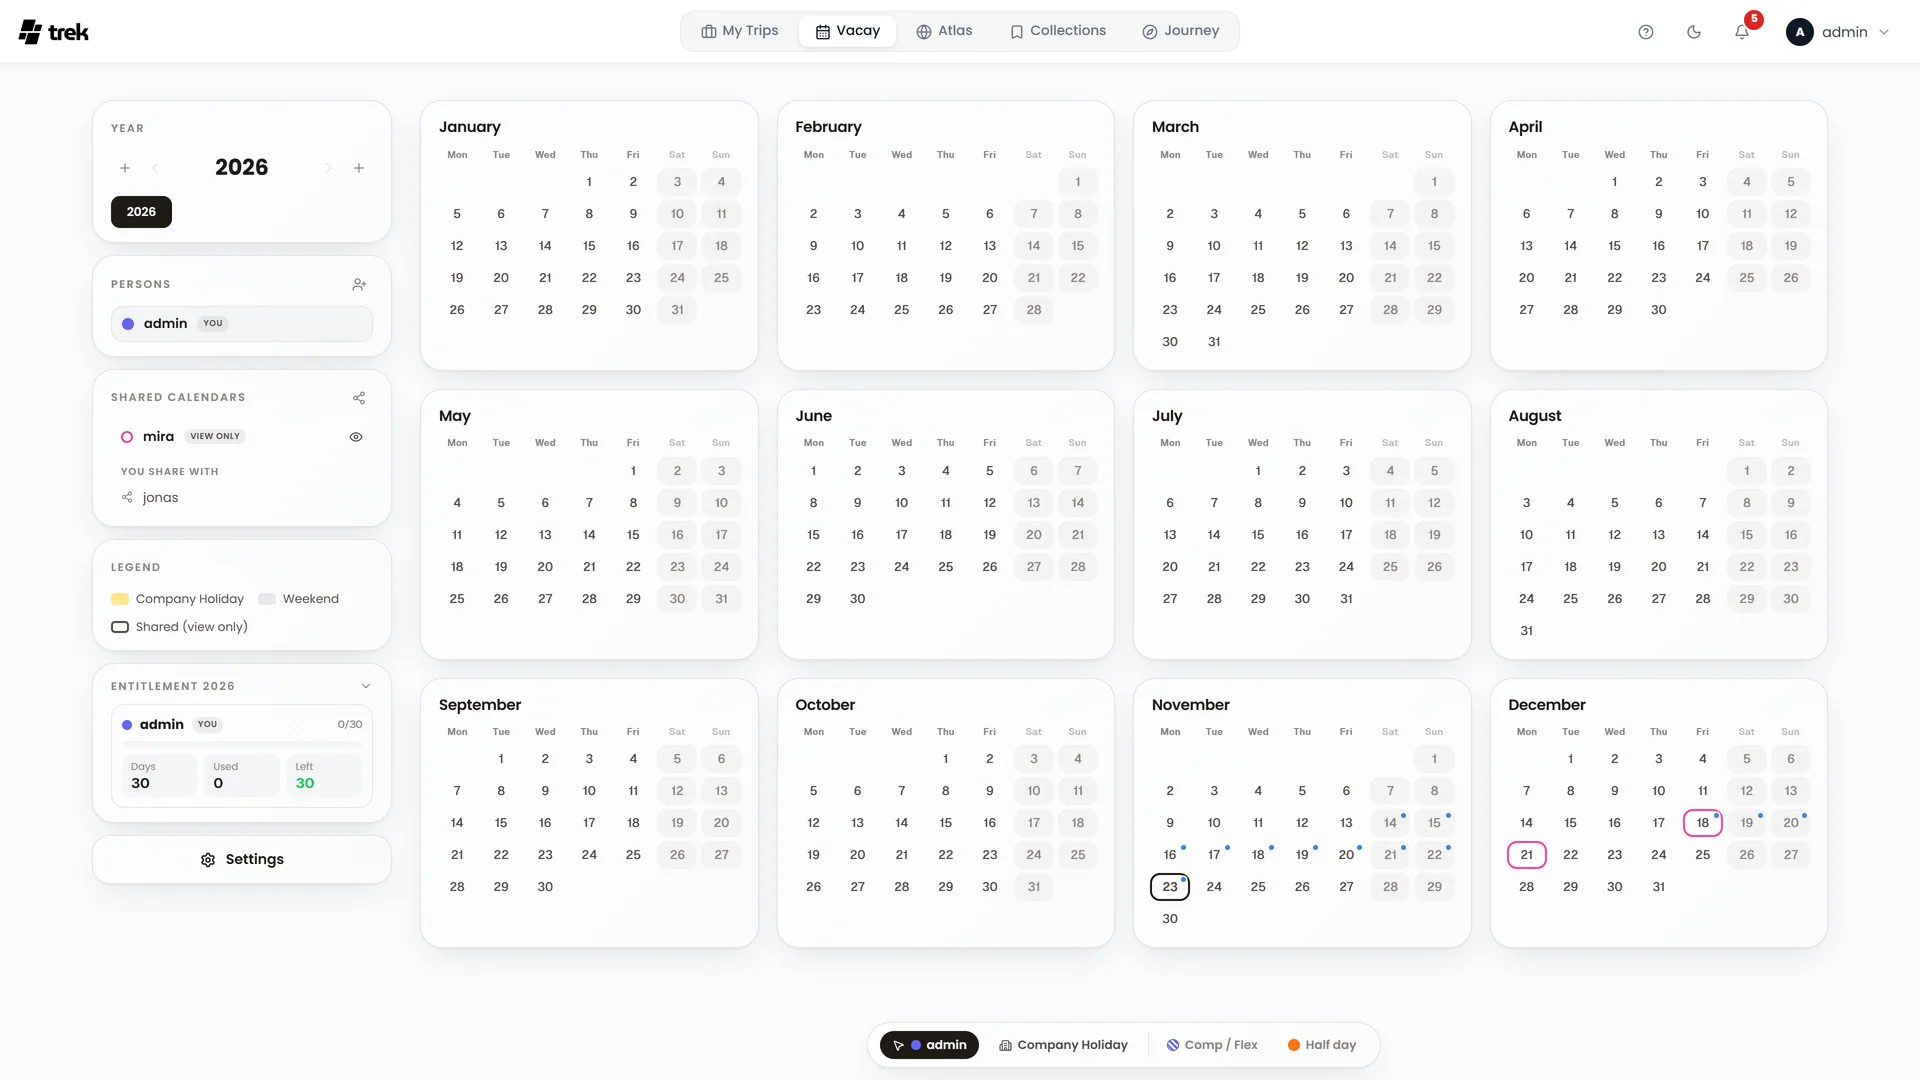 trek
My Trips Vacay Atlas Collections Journey
5
A admin
YEAR
2026
2026
PERSONS
admin YOU
SHARED CALENDARS
mira VIEW ONLY
YOU SHARE WITH
jonas
LEGEND
Company Holiday Weekend
Shared (view only)
ENTITLEMENT 2026
admin YOU 0/30
Days Used Left
30 0 30
Settings
January
Mon Tue Wed Thu Fri Sat Sun
1 2 3 4
5 6 7 8 9 10 11
12 13 14 15 16 17 18
19 20 21 22 23 24 25
26 27 28 29 30 31
February
Mon Tue Wed Thu Fri Sat Sun
1
2 3 4 5 6 7 8
9 10 11 12 13 14 15
16 17 18 19 20 21 22
23 24 25 26 27 28
March
Mon Tue Wed Thu Fri Sat Sun
1
2 3 4 5 6 7 8
9 10 11 12 13 14 15
16 17 18 19 20 21 22
23 24 25 26 27 28 29
30 31
April
Mon Tue Wed Thu Fri Sat Sun
1 2 3 4 5
6 7 8 9 10 11 12
13 14 15 16 17 18 19
20 21 22 23 24 25 26
27 28 29 30
May
Mon Tue Wed Thu Fri Sat Sun
1 2 3
4 5 6 7 8 9 10
11 12 13 14 15 16 17
18 19 20 21 22 23 24
25 26 27 28 29 30 31
June
Mon Tue Wed Thu Fri Sat Sun
1 2 3 4 5 6 7
8 9 10 11 12 13 14
15 16 17 18 19 20 21
22 23 24 25 26 27 28
29 30
July
Mon Tue Wed Thu Fri Sat Sun
1 2 3 4 5
6 7 8 9 10 11 12
13 14 15 16 17 18 19
20 21 22 23 24 25 26
27 28 29 30 31
August
Mon Tue Wed Thu Fri Sat Sun
1 2
3 4 5 6 7 8 9
10 11 12 13 14 15 16
17 18 19 20 21 22 23
24 25 26 27 28 29 30
31
September
Mon Tue Wed Thu Fri Sat Sun
1 2 3 4 5 6
7 8 9 10 11 12 13
14 15 16 17 18 19 20
21 22 23 24 25 26 27
28 29 30
October
Mon Tue Wed Thu Fri Sat Sun
1 2 3 4
5 6 7 8 9 10 11
12 13 14 15 16 17 18
19 20 21 22 23 24 25
26 27 28 29 30 31
November
Mon Tue Wed Thu Fri Sat Sun
1
2 3 4 5 6 7 8
9 10 11 12 13 14 15
16 17 18 19 20 21 22
23 24 25 26 27 28 29
30
December
Mon Tue Wed Thu Fri Sat Sun
1 2 3 4 5 6
7 8 9 10 11 12 13
14 15 16 17 18 19 20
21 22 23 24 25 26 27
28 29 30 31
admin Company Holiday Comp / Flex Half day